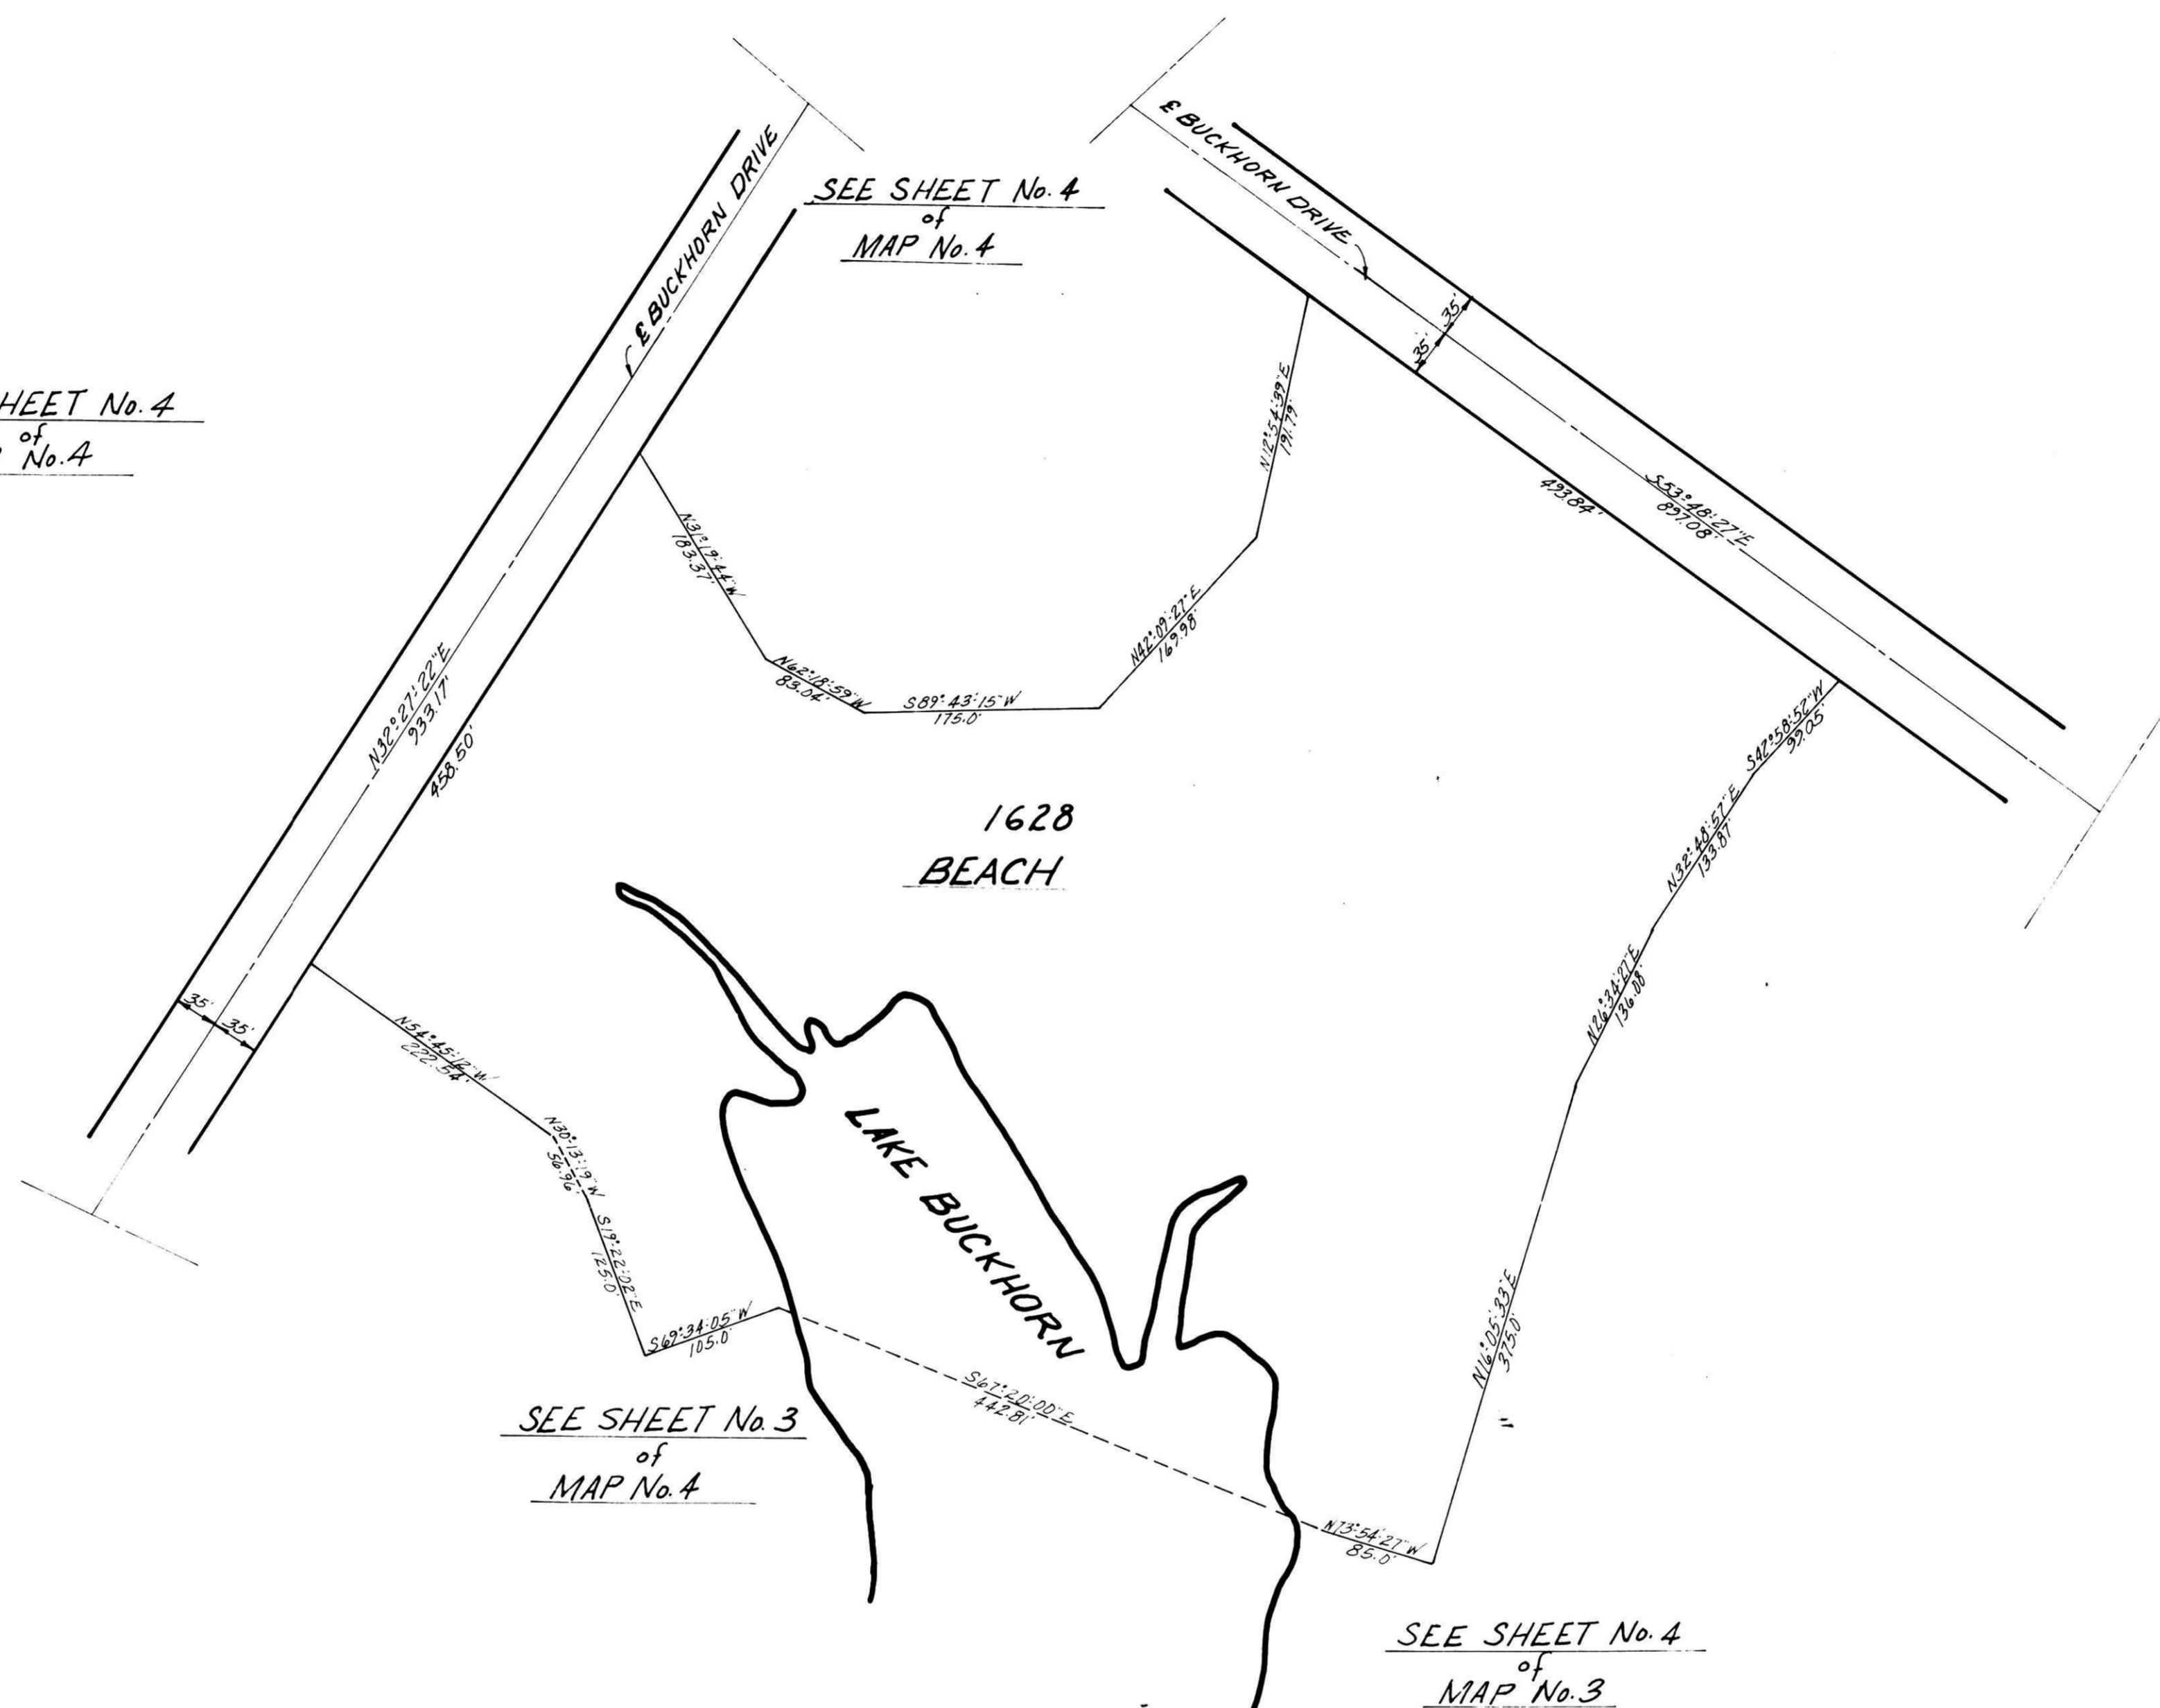 SEE SHEET No. 4
of
MAP No. 4
HEET No. 4
of
No. 4
℄ BUCKHORN DRIVE
N32°-27'-22"E
933.17'
458.50'
35'
35'
℄ BUCKHORN DRIVE
35'
35'
S53°-48'-27"E
897.08'
493.84'
N12°-54'-39"E
191.79'
N42°-09'-27"E
169.98'
S89°-43'-15"W
175.0'
N62°-18'-59"W
83.04'
N31°-19'-44"W
183.37'
S42°-58'-52"W
99.05'
N32°-48'-57"E
133.87'
N26°-34'-27"E
136.08'
N16°-05'-33"E
375.0'
1628
BEACH
N54°-45'-12"W
222.54'
N30°-13'-19"W
56.96'
S19°-22'-02"E
125.0'
S69°-34'-05"W
105.0'
LAKE BUCKHORN
S67°-20'-00"E
442.81'
N73°-54'-27"W
85.0'
SEE SHEET No. 3
of
MAP No. 4
SEE SHEET No. 4
of
MAP No. 3